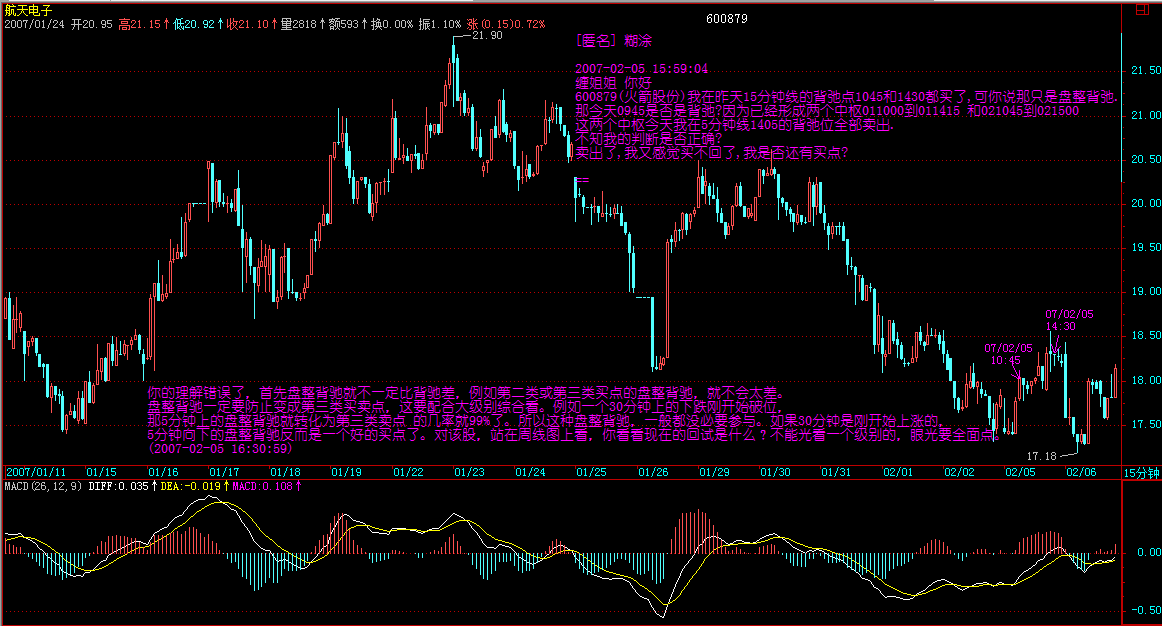 航天电子
2007/01/24 开20.95 高21.15↑低20.92↑收21.10↑量2818↑额593↑换0.00% 振1.10% 涨(0.15)0.72%
600879
21.90
[匿名] 糊涂
2007-02-05 15:59:04
缠姐姐 你好
600879(火箭股份)我在昨天15分钟线的背弛点1045和1430都买了,可你说那只是盘整背弛.
那今天0945是否是背弛?因为已经形成两个中枢011000到011415 和021045到021500
这两个中枢今天我在5分钟线1405的背弛位全部卖出.
不知我的判断是否正确?
卖出了,我又感觉买不回了,我是否还有买点?
==
21.50
21.00
20.50
20.00
19.50
19.00
18.50
18.00
17.50
07/02/05
14:30
07/02/05
10:45
你的理解错误了，首先盘整背驰就不一定比背驰差，例如第二类或第三类买点的盘整背驰，就不会太差。
盘整背驰一定要防止变成第三类买卖点，这要配合大级别综合看。例如一个30分钟上的下跌刚开始破位，
那5分钟上的盘整背驰就转化为第三类卖点 的几率就99%了。所以这种盘整背驰，一般都没必要参与。如果30分钟是刚开始上涨的，
5分钟向下的盘整背驰反而是一个好的买点了。对该股，站在周线图上看，你看看现在的回试是什么？不能光看一个级别的，眼光要全面点。
(2007-02-05 16:30:59)
17.18
2007/01/11 01/15 01/16 01/17 01/18 01/19 01/22 01/23 01/24 01/25 01/26 01/29 01/30 01/31 02/01 02/02 02/05 02/06 15分钟
MACD(26,12,9) DIFF:0.035↑DEA:-0.019↑MACD:0.108↑
0.00
-0.50